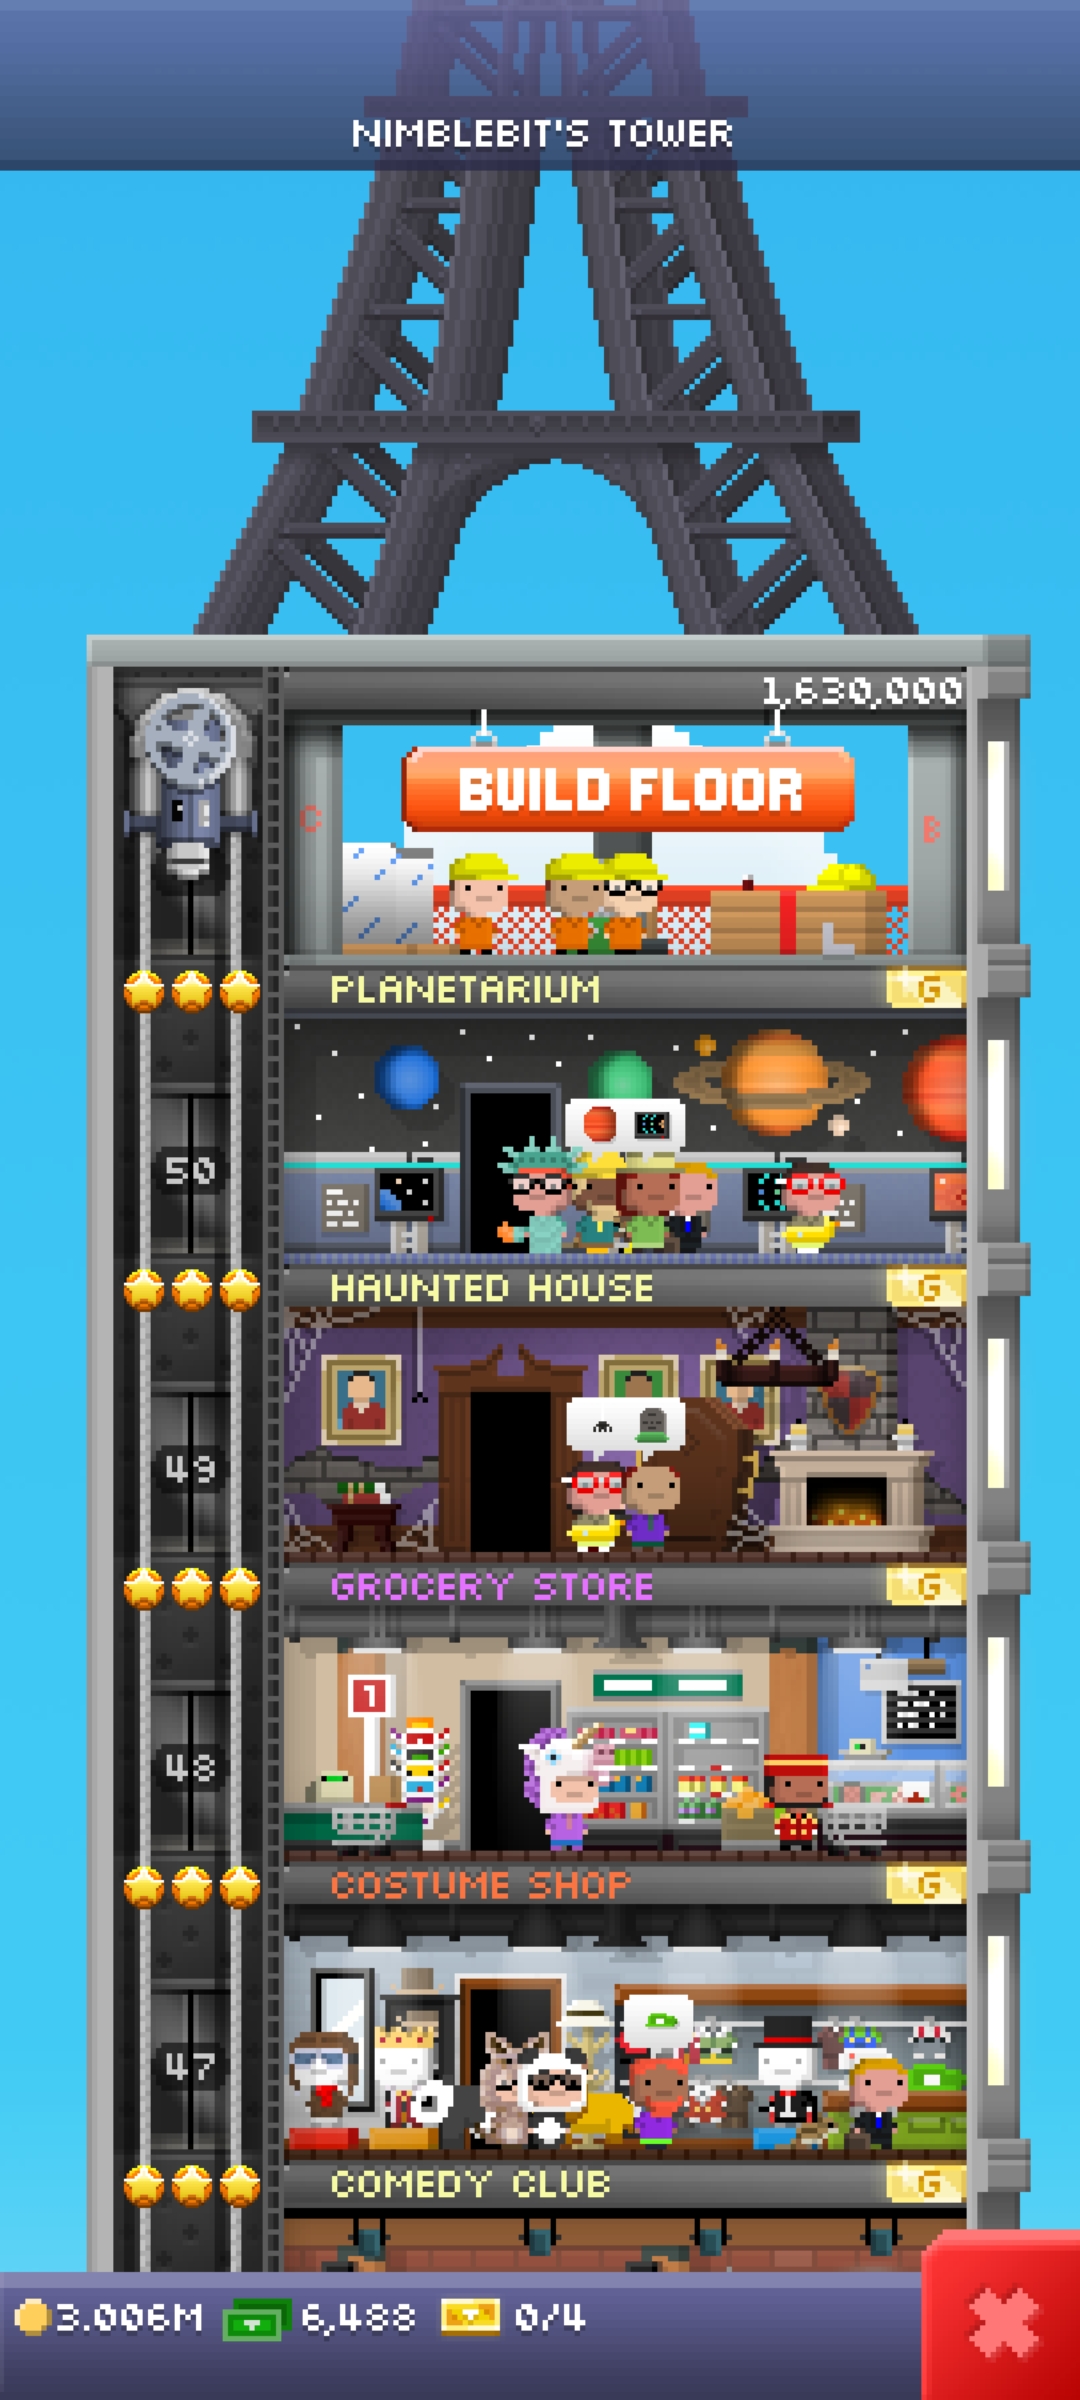 NIMBLEBIT'S TOWER
1,630,000
BUILD FLOOR
C
B
PLANETARIUM
G
50
HAUNTED HOUSE
G
49
GROCERY STORE
G
1
48
COSTUME SHOP
G
47
COMEDY CLUB
G
3.006M 6,488 0/4